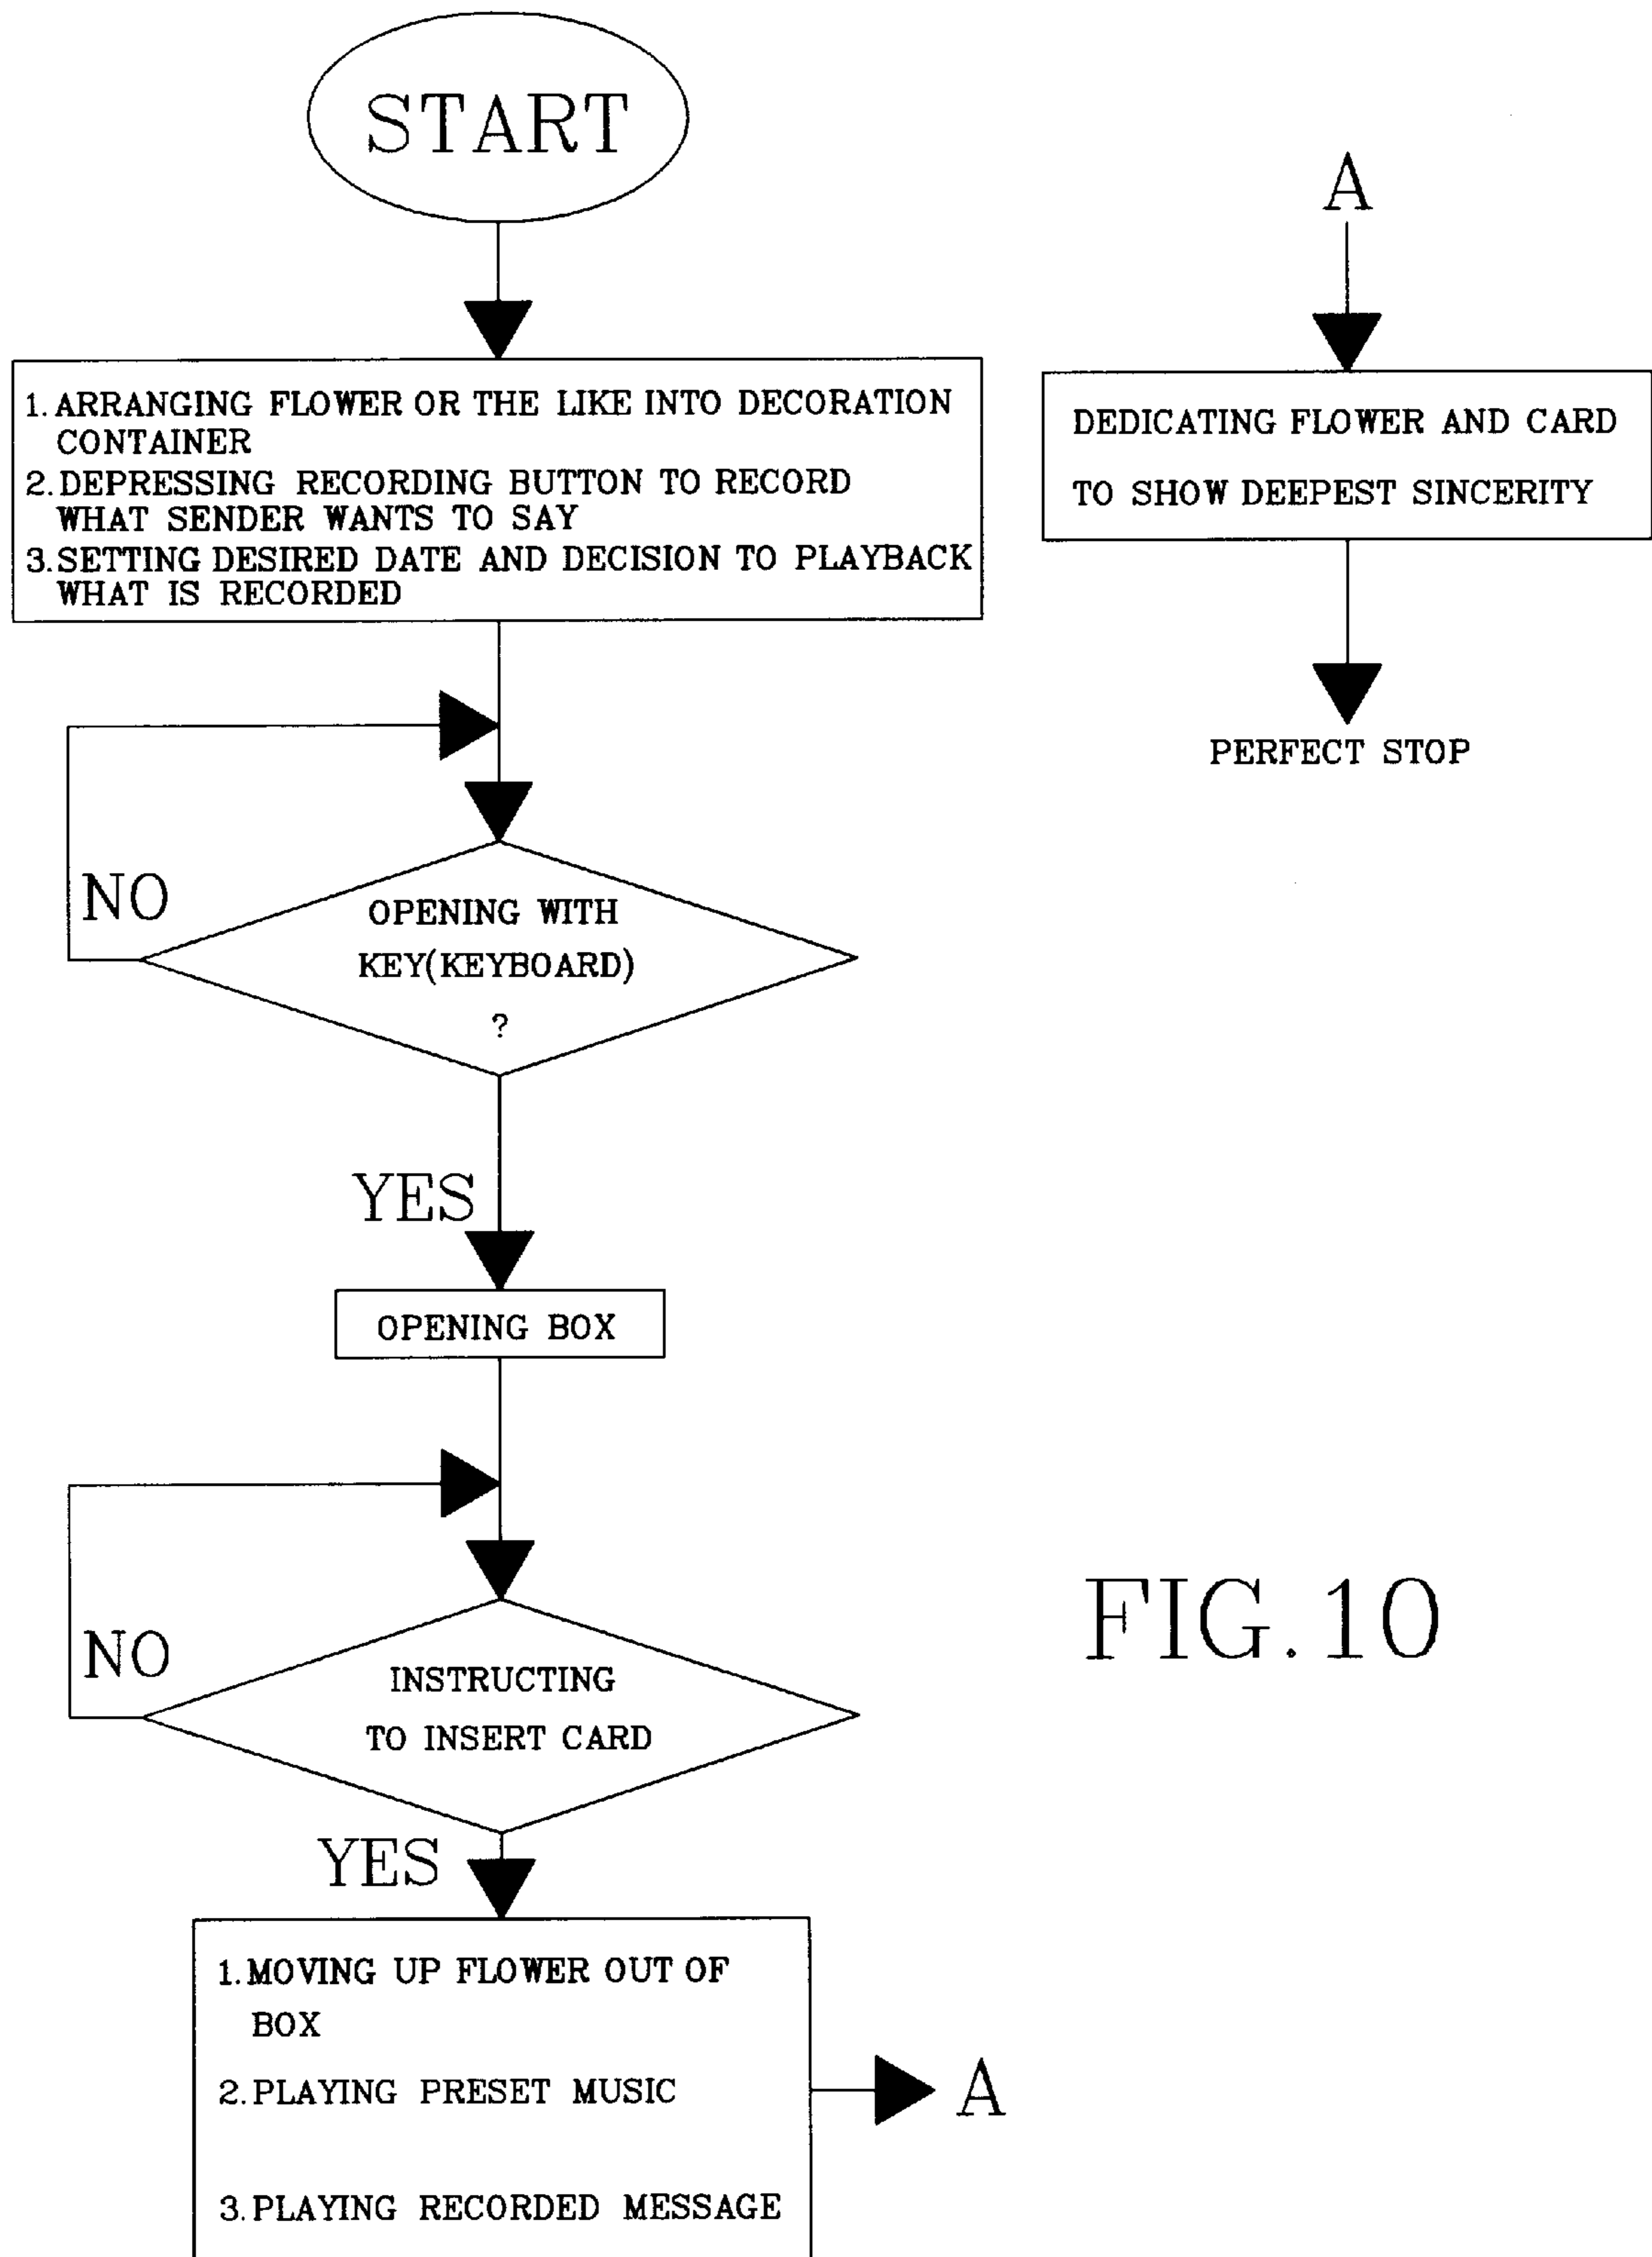 START
1. ARRANGING FLOWER OR THE LIKE INTO DECORATION
CONTAINER
2. DEPRESSING RECORDING BUTTON TO RECORD
WHAT SENDER WANTS TO SAY
3. SETTING DESIRED DATE AND DECISION TO PLAYBACK
WHAT IS RECORDED
NO
OPENING WITH
KEY(KEYBOARD)
?
YES
OPENING BOX
NO
INSTRUCTING
TO INSERT CARD
YES
1. MOVING UP FLOWER OUT OF
BOX
2. PLAYING PRESET MUSIC
3. PLAYING RECORDED MESSAGE
A
A
DEDICATING FLOWER AND CARD
TO SHOW DEEPEST SINCERITY
PERFECT STOP
FIG. 10